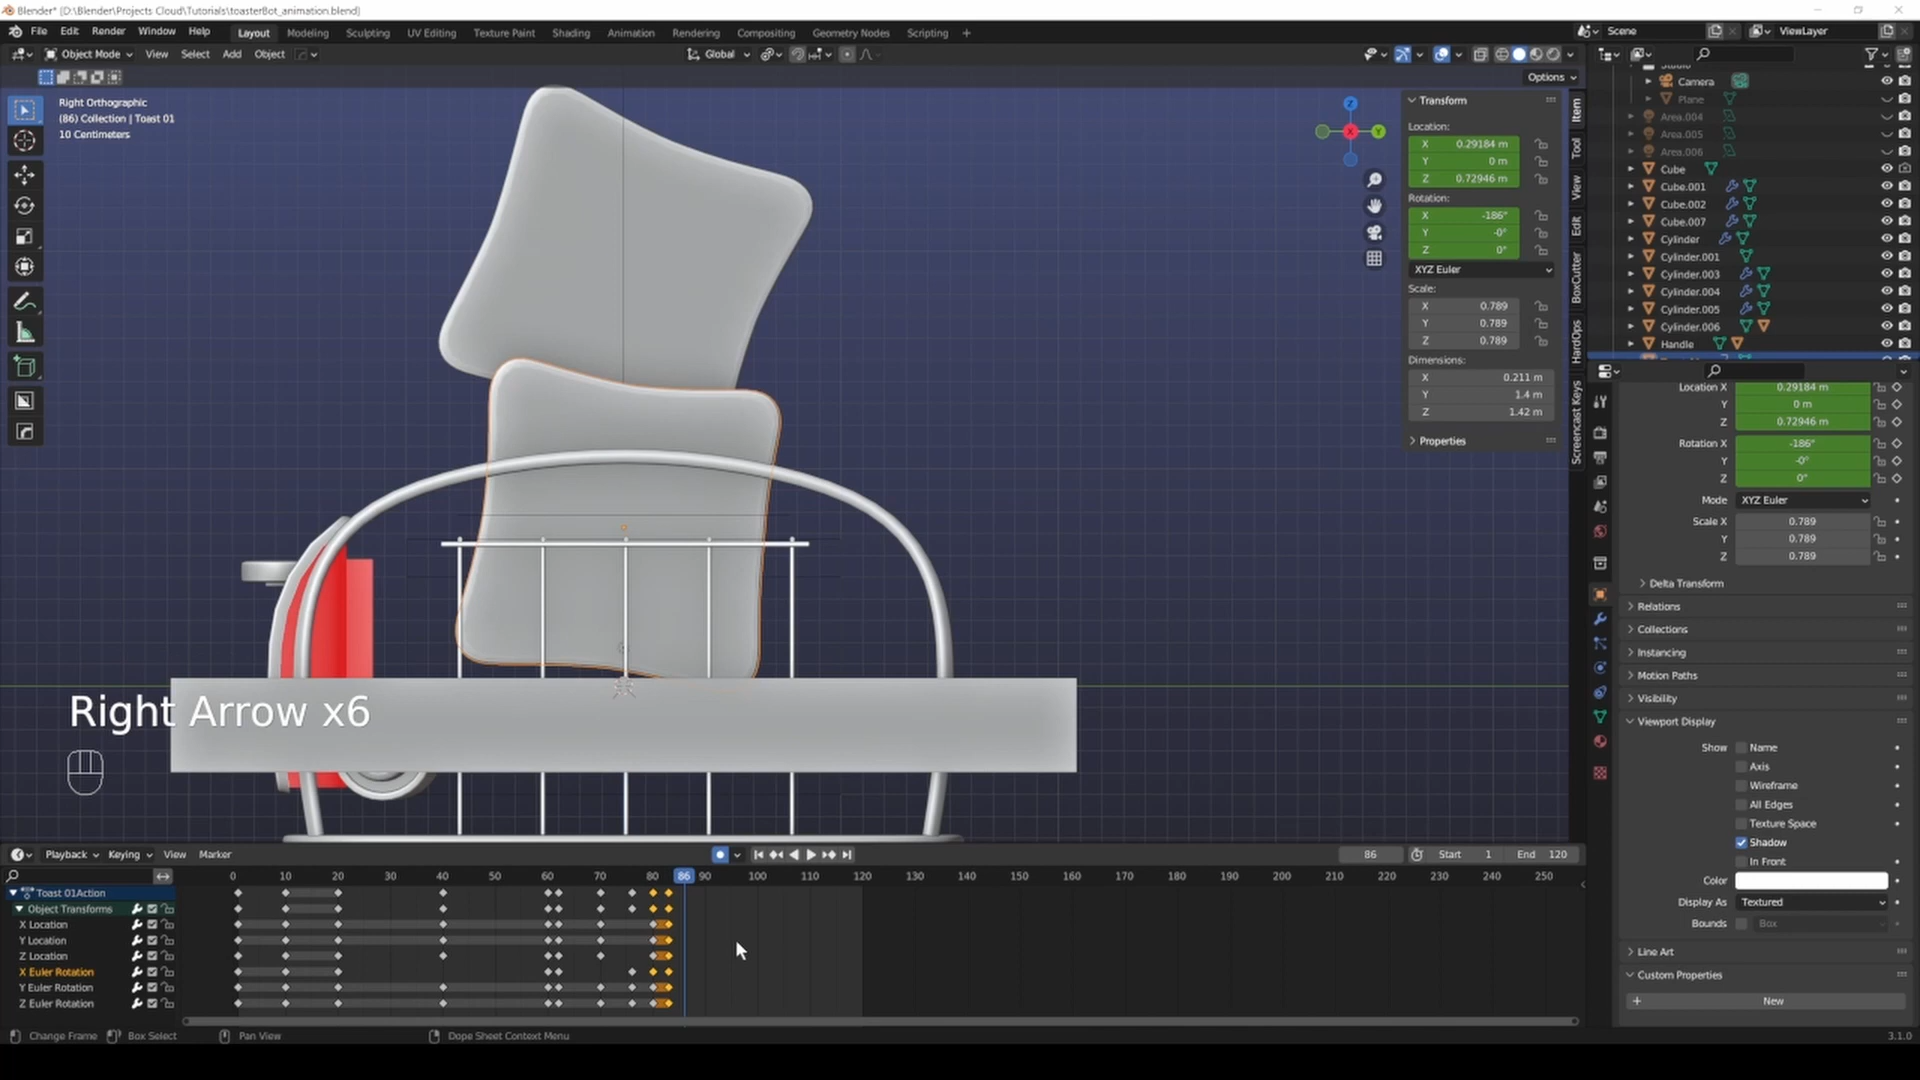 Blender* [D:\Blender\Projects Cloud\Tutorials\toasterBot_animation.blend]
File Edit Render Window Help Layout Modeling Sculpting UV Editing Texture Paint Shading Animation Rendering Compositing Geometry Nodes Scripting + Scene ViewLayer
Object Mode View Select Add Object Global
Options
Right Orthographic
(86) Collection | Toast 01
10 Centimeters
Z
X
Y
Transform
Location:
X 0.29184 m
Y 0 m
Z 0.72946 m
Rotation:
X -186°
Y -0°
Z 0°
XYZ Euler
Scale:
X 0.789
Y 0.789
Z 0.789
Dimensions:
X 0.211 m
Y 1.4 m
Z 1.42 m
Properties
Item
Tool
View
Edit
BoxCutter
HardOps
Screencast Keys
Camera
Plane
Area.004
Area.005
Area.006
Cube
Cube.001
Cube.002
Cube.007
Cylinder
Cylinder.001
Cylinder.003
Cylinder.004
Cylinder.005
Cylinder.006
Handle
Location X 0.29184 m
Y 0 m
Z 0.72946 m
Rotation X -186°
Y -0°
Z 0°
Mode XYZ Euler
Scale X 0.789
Y 0.789
Z 0.789
Delta Transform
Relations
Collections
Instancing
Motion Paths
Visibility
Viewport Display
Show Name
Axis
Wireframe
All Edges
Texture Space
Shadow
In Front
Color
Display As Textured
Bounds Box
Line Art
Custom Properties
+ New
Right Arrow x6
Playback Keying View Marker 86 Start 1 End 120
0 10 20 30 40 50 60 70 80 86 90 100 110 120 130 140 150 160 170 180 190 200 210 220 230 240 250
Toast 01Action
Object Transforms
X Location
Y Location
Z Location
X Euler Rotation
Y Euler Rotation
Z Euler Rotation
Change Frame Box Select Pan View Dope Sheet Context Menu 3.1.0